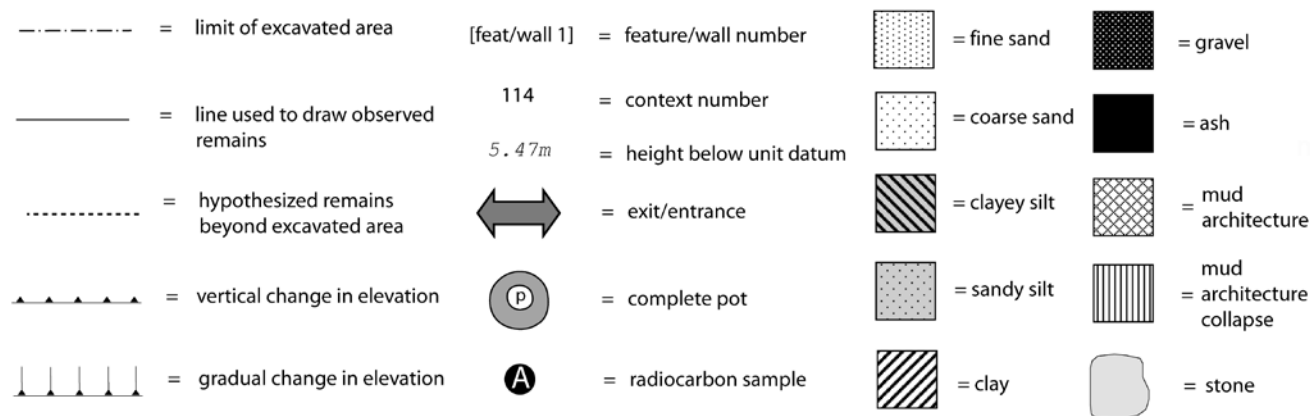 = limit of excavated area
= line used to draw observed
remains
= hypothesized remains
beyond excavated area
= vertical change in elevation
= gradual change in elevation
[feat/wall 1] = feature/wall number
114 = context number
5.47m = height below unit datum
= exit/entrance
p = complete pot
A = radiocarbon sample
= fine sand
= coarse sand
= clayey silt
= sandy silt
= clay
= gravel
= ash
= mud
architecture
mud
= architecture
collapse
= stone